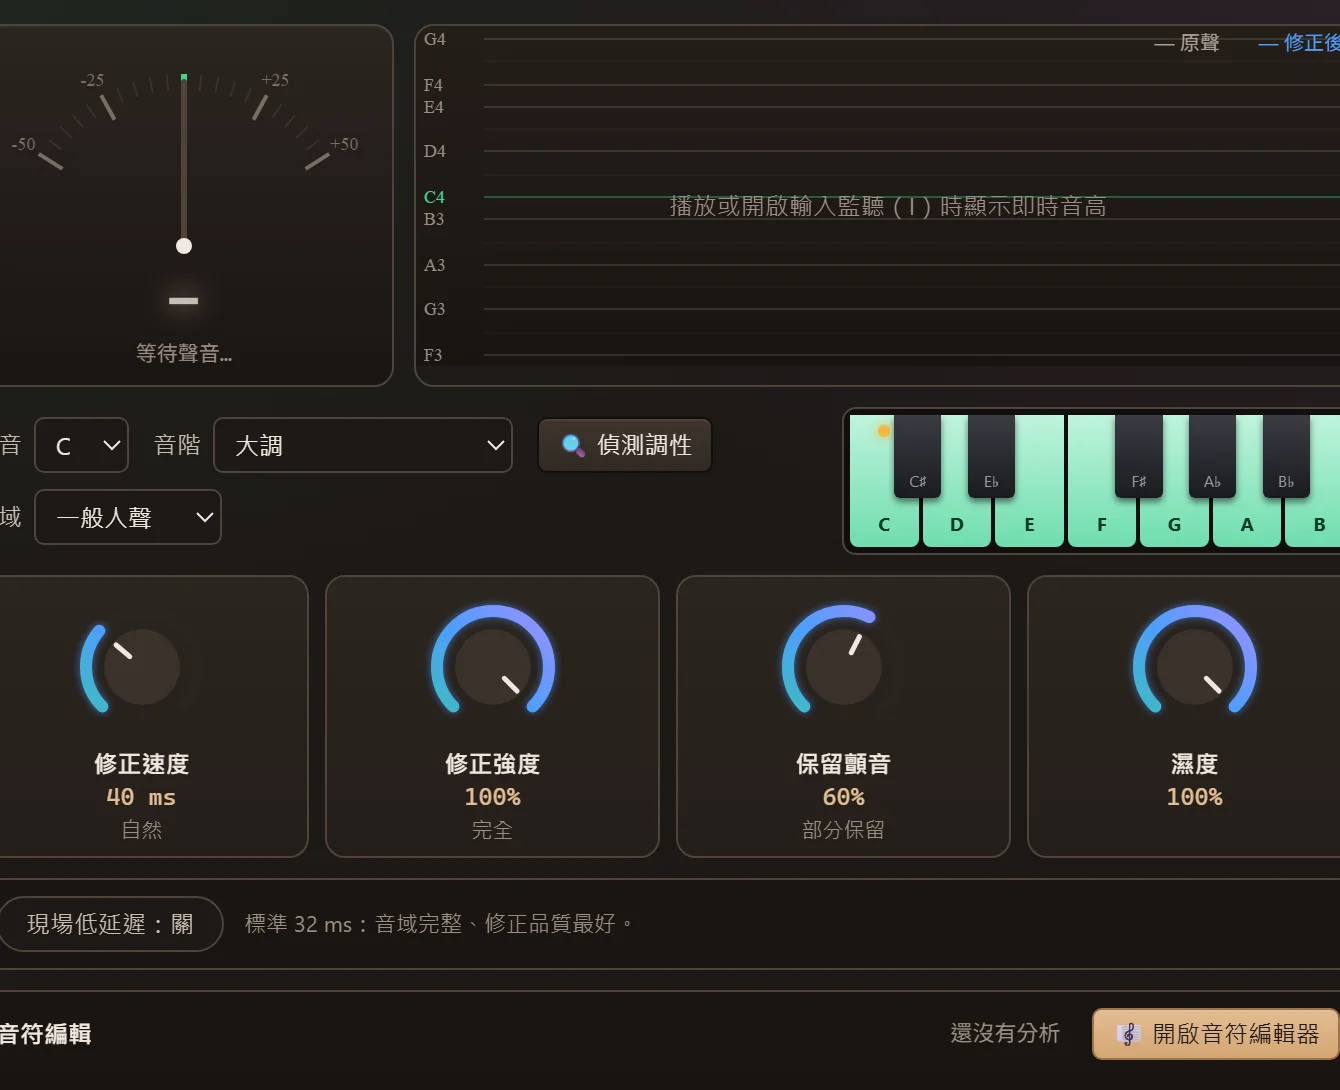 -50
-25
+25
+50
等待聲音...
G4
F4
E4
D4
C4
B3
A3
G3
F3
— 原聲
— 修正後
播放或開啟輸入監聽 ( I ) 時顯示即時音高
音
C
音階
大調
偵測調性
域
一般人聲
C♯
E♭
F♯
A♭
B♭
C
D
E
F
G
A
B
修正速度
40 ms
自然
修正強度
100%
完全
保留顫音
60%
部分保留
濕度
100%
現場低延遲：關
標準 32 ms：音域完整、修正品質最好。
音符編輯
還沒有分析
開啟音符編輯器